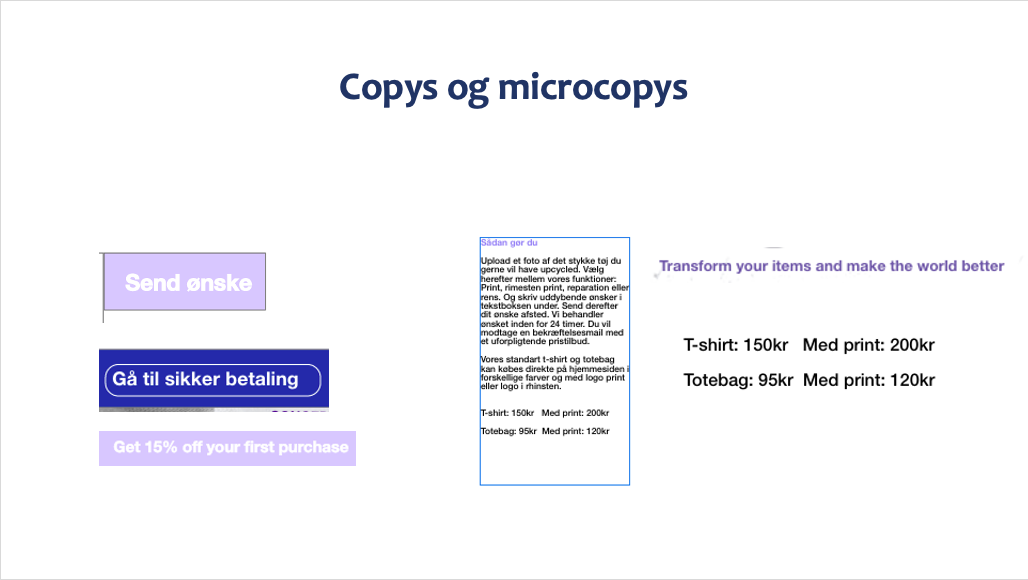 Copys og microcopys
Send ønske
Gå til sikker betaling
Get 15% off your first purchase
Sådan gør du
Upload et foto af det stykke tøj du
gerne vil have upcycled. Vælg
herefter mellem vores funktioner:
Print, rimesten print, reparation eller
rens. Og skriv uddybende ønsker i
tekstboksen under. Send derefter
dit ønske afsted. Vi behandler
ønsket inden for 24 timer. Du vil
modtage en bekræftelsesmail med
et uforpligtende pristilbud.
Vores standart t-shirt og totebag
kan købes direkte på hjemmesiden i
forskellige farver og med logo print
eller logo i rhinsten.
T-shirt: 150kr Med print: 200kr
Totebag: 95kr Med print: 120kr
Transform your items and make the world better
T-shirt: 150kr Med print: 200kr
Totebag: 95kr Med print: 120kr